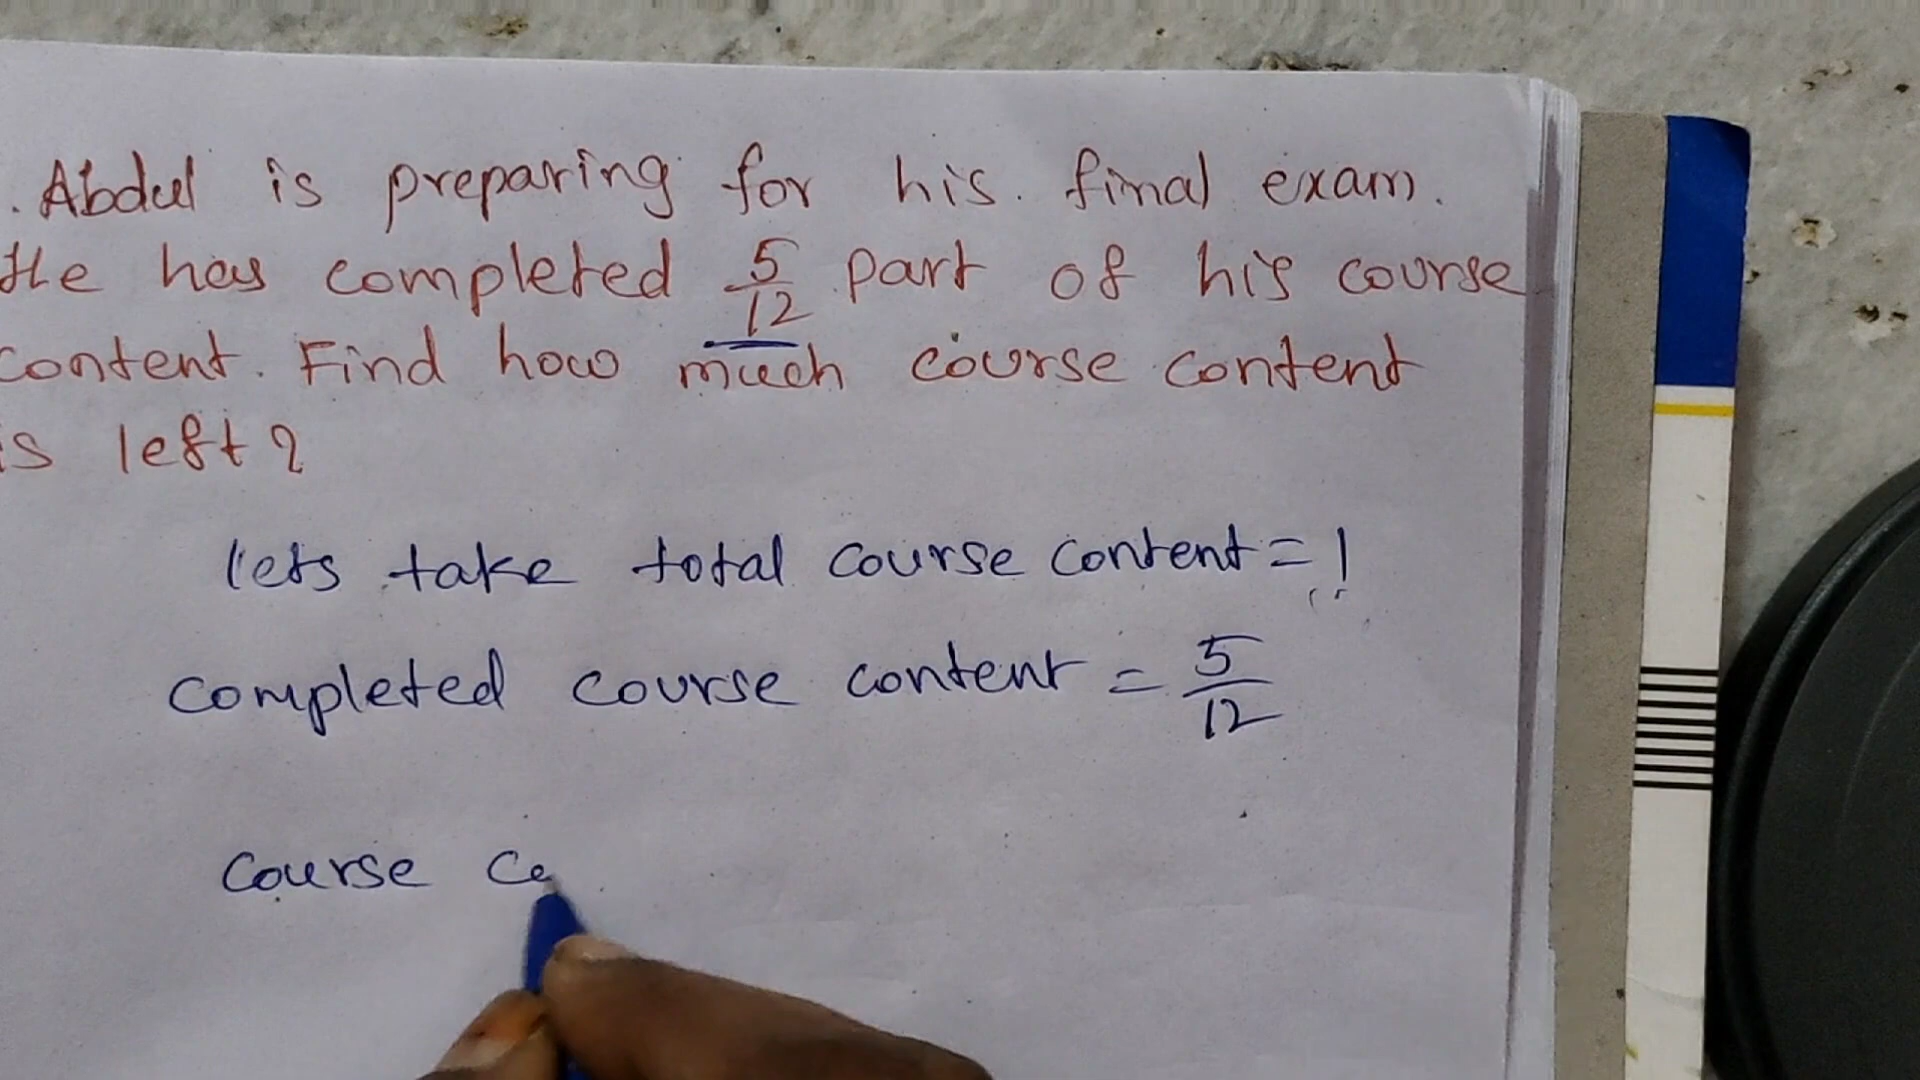 . Abdul is preparing for his. final exam.
He has completed 5/12 part of his course
content. Find how much course content
is left?
lets take total course content = 1
completed course content = 5/12
course co